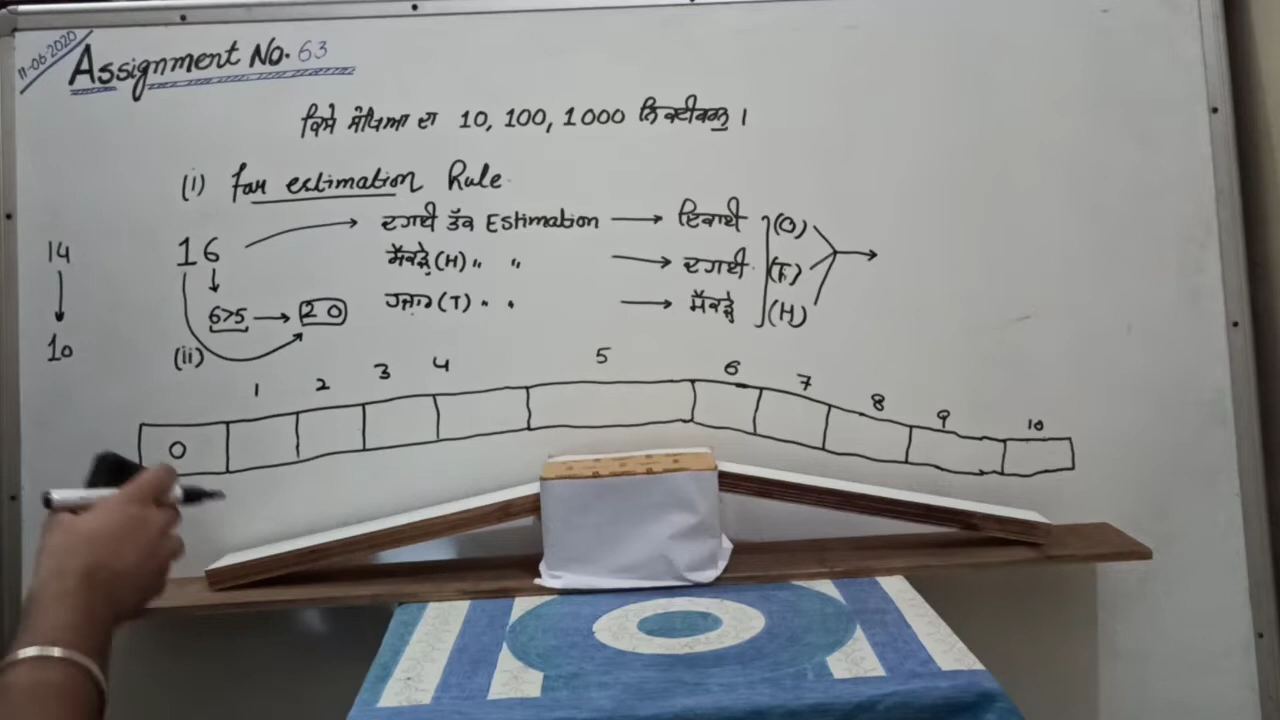 11-06-2020
Assignment No. 63
ਕਿਸੇ ਸੰਖਿਆ ਦਾ 10, 100, 1000 ਨਿਕਟੀਕਰਨ ।
(i) for estimation Rule
16 → ਦਹਾਈ ਤੱਕ Estimation → ਇਕਾਈ (O) →
ਸੈਂਕੜੇ (H) " " → ਦਹਾਈ (T)
ਹਜ਼ਾਰ (T) " " → ਸੈਂਕੜੇ (H)
14
↓
10
6>5 → 20
(ii)
1 2 3 4 5 6 7 8 9 10
0